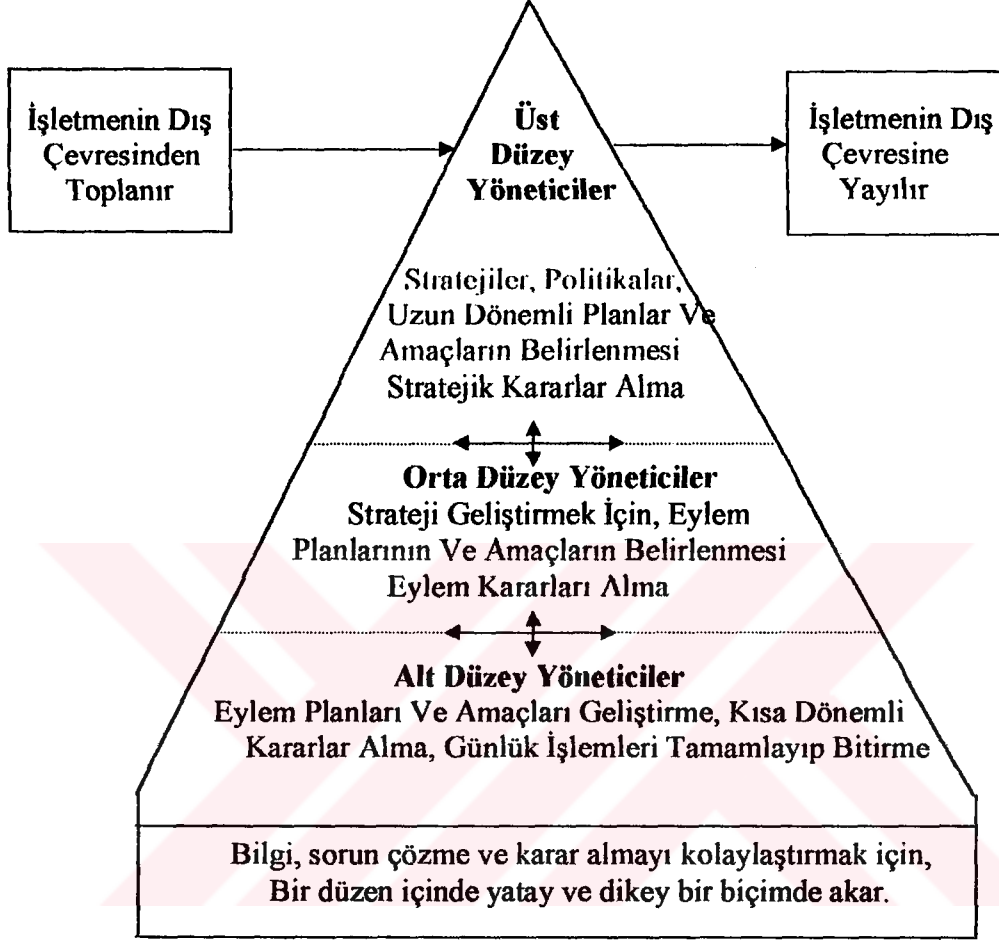 İşletmenin Dış
Çevresinden
Toplanır
Üst
Düzey
Yöneticiler
İşletmenin Dış
Çevresine
Yayılır
Stratejiler, Politikalar,
Uzun Dönemli Planlar Ve
Amaçların Belirlenmesi
Stratejik Kararlar Alma
Orta Düzey Yöneticiler
Strateji Geliştirmek İçin, Eylem
Planlarının Ve Amaçların Belirlenmesi
Eylem Kararları Alma
Alt Düzey Yöneticiler
Eylem Planları Ve Amaçları Geliştirme, Kısa Dönemli
Kararlar Alma, Günlük İşlemleri Tamamlayıp Bitirme
Bilgi, sorun çözme ve karar almayı kolaylaştırmak için,
Bir düzen içinde yatay ve dikey bir biçimde akar.